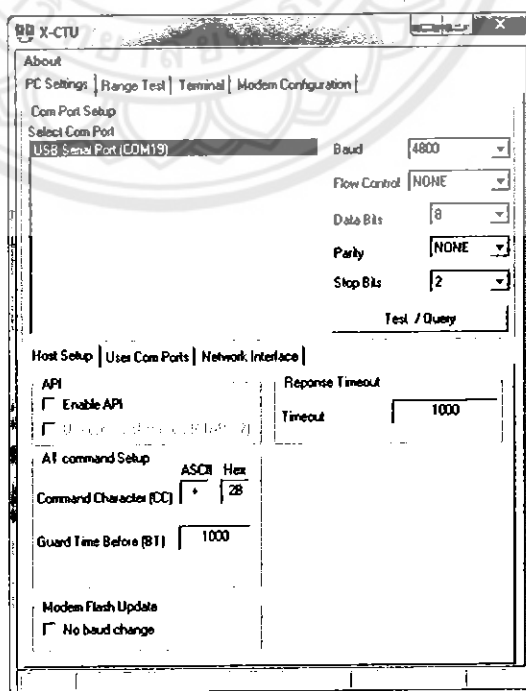 X-CTU
About
PC Settings Range Test Terminal Modem Configuration
Com Port Setup
Select Com Port
USB Serial Port (COM19)
Baud 4800
Flow Control NONE
Data Bits 8
Parity NONE
Stop Bits 2
Test / Query
Host Setup User Com Ports Network Interface
API
Enable API
Reponse Timeout
Timeout 1000
AT command Setup
ASCII Hex
Command Character (CC) + 2B
Guard Time Before (BT) 1000
Modem Flash Update
No baud change